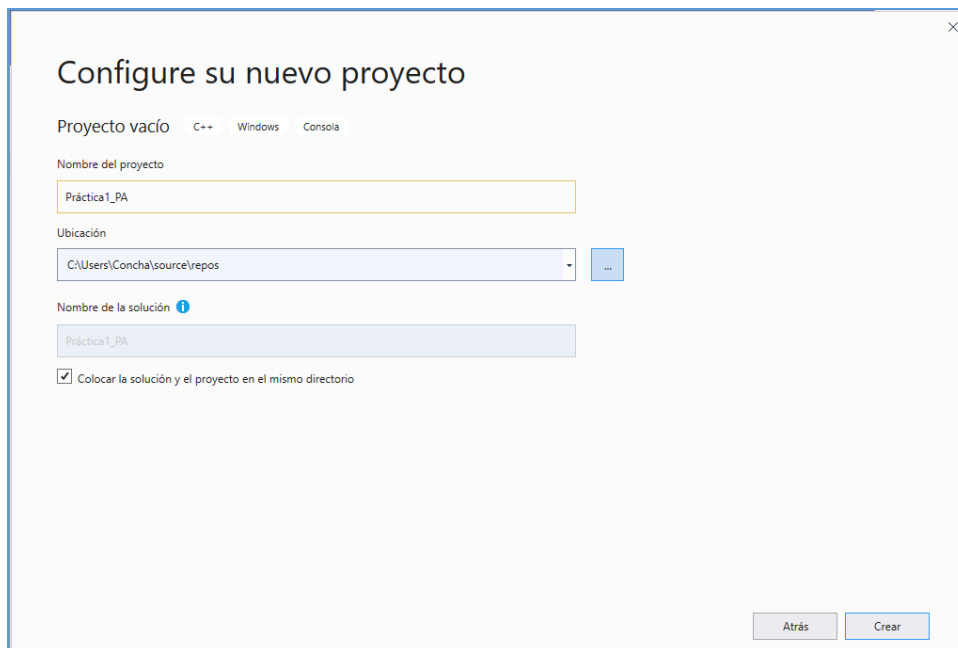 Configure su nuevo proyecto
Proyecto vacío C++ Windows Consola
Nombre del proyecto
Práctica1_PA
Ubicación
C:\Users\Concha\source\repos
...
Nombre de la solución i
Práctica1_PA
Colocar la solución y el proyecto en el mismo directorio
Atrás Crear